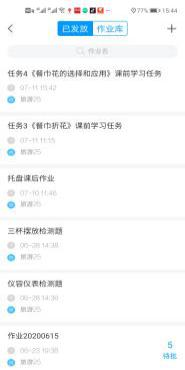 77% 15:44
已发放 作业库
作业名
任务4《餐巾花的选择和应用》课前学习任务
07-11 15:42
旅游25
任务3《餐巾折花》课前学习任务
07-11 11:15
旅游25
托盘课后作业
07-10 11:46
旅游25
三杯摆放检测题
06-28 14:38
旅游25
仪容仪表检测题
06-28 14:30
旅游25
作业20200615
5
06-23 19:38
待批
旅游25